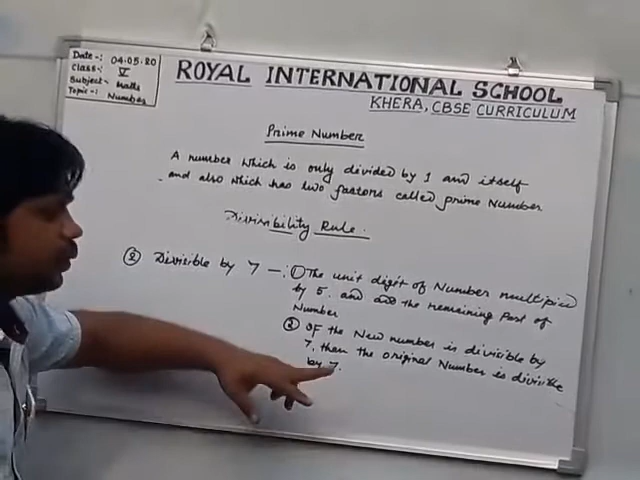 Date-: 04.05.20
Class-: V
Subject- Maths
Topic-: Number
ROYAL INTERNATIONAL SCHOOL
KHERA, CBSE CURRICULUM
Prime Number
A number which is only divided by 1 and itself
and also which has two factors called prime Number.
Divisibility Rule.
② Divisible by 7 -: ① The unit digit of Number multiplied
by 5. and add the remaining Part of
Number
② If the New number is divisible by
7, then the original Number is divisible
by 7.